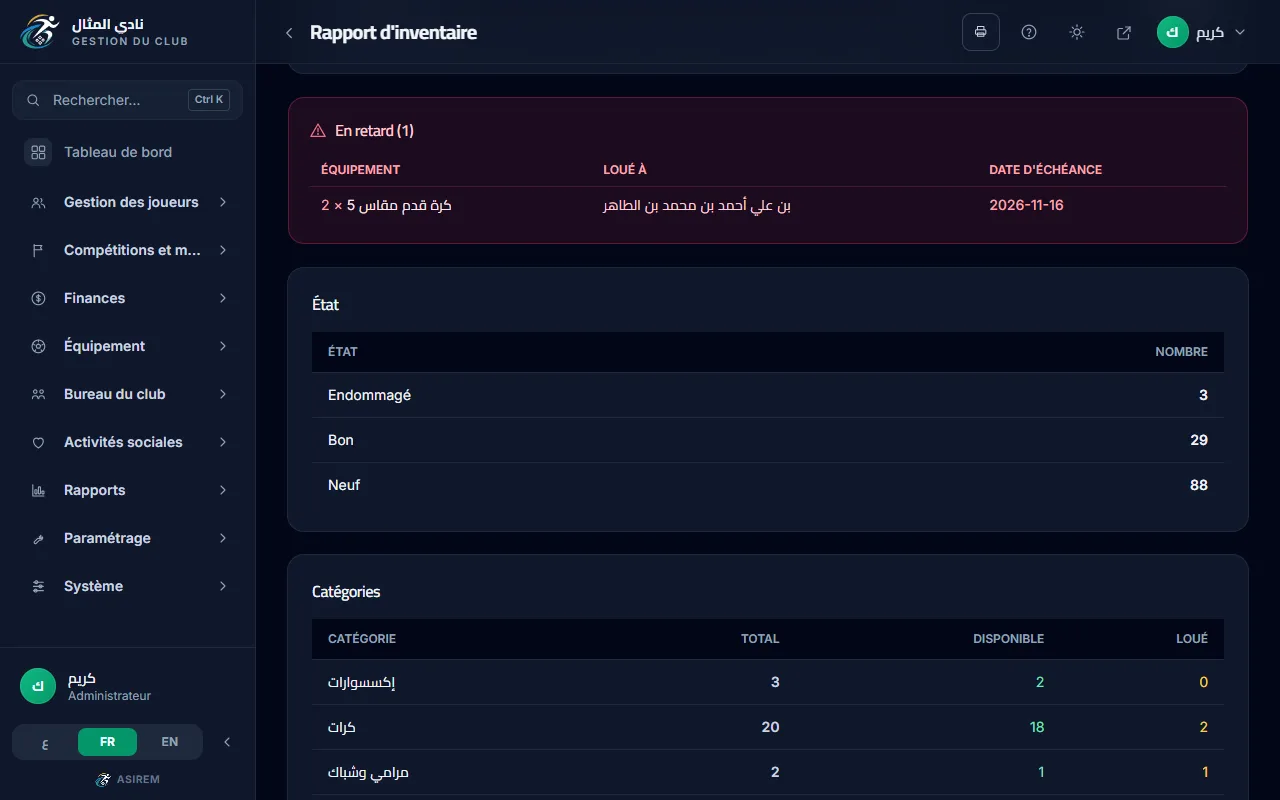 نادي المثال
GESTION DU CLUB
Rechercher...
Ctrl K
Tableau de bord
Gestion des joueurs
Compétitions et m...
Finances
Équipement
Bureau du club
Activités sociales
Rapports
Paramétrage
Système
ك
كريم
Administrateur
ع
FR
EN
ASIREM
Rapport d'inventaire
ك
كريم
En retard (1)
ÉQUIPEMENT LOUÉ À DATE D'ÉCHÉANCE
كرة قدم مقاس 5 × 2 بن علي أحمد بن محمد بن الطاهر 2026-11-16
État
ÉTAT NOMBRE
Endommagé 3
Bon 29
Neuf 88
Catégories
CATÉGORIE TOTAL DISPONIBLE LOUÉ
إكسسوارات 3 2 0
كرات 20 18 2
مرامي وشباك 2 1 1